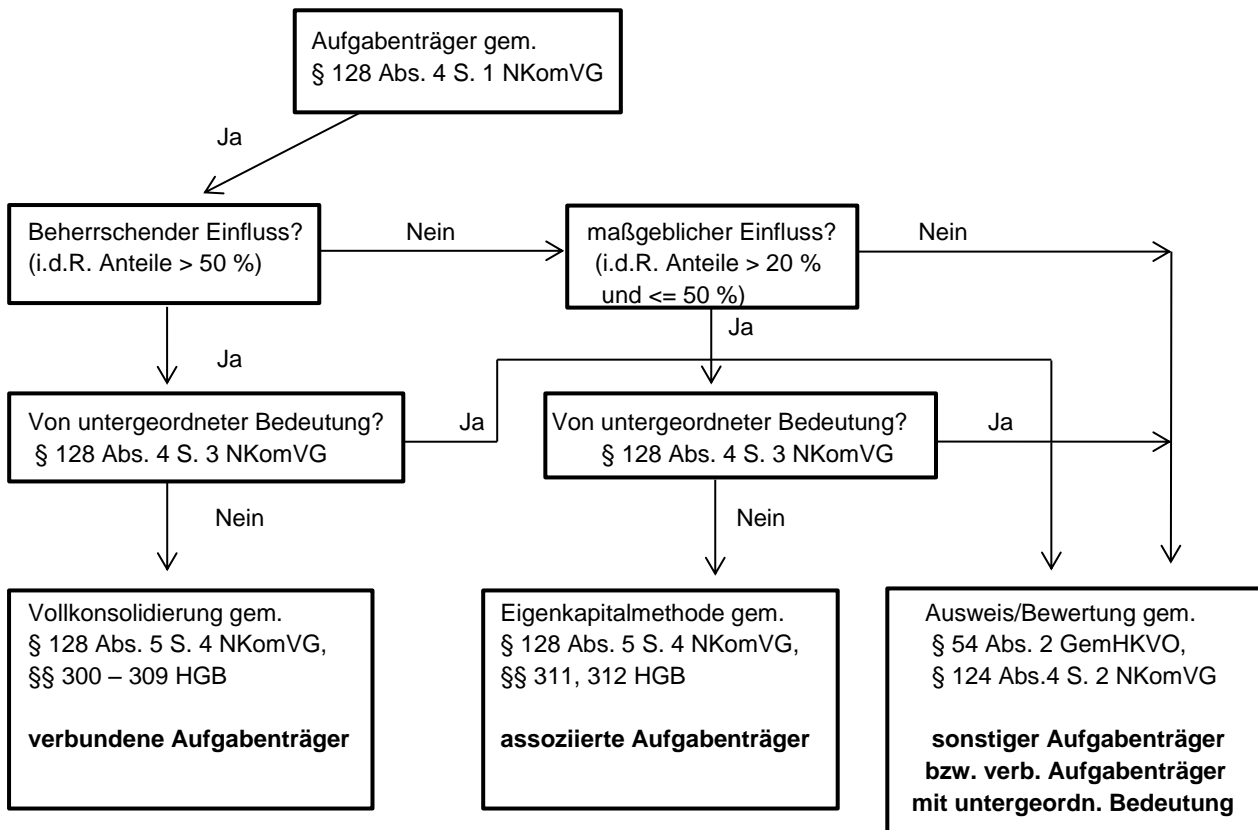 Aufgabenträger gem.
§ 128 Abs. 4 S. 1 NKomVG
Ja
Beherrschender Einfluss?
(i.d.R. Anteile > 50 %)
Nein
maßgeblicher Einfluss?
(i.d.R. Anteile > 20 %
und <= 50 %)
Nein
Ja
Ja
Von untergeordneter Bedeutung?
§ 128 Abs. 4 S. 3 NKomVG
Ja
Von untergeordneter Bedeutung?
§ 128 Abs. 4 S. 3 NKomVG
Ja
Nein
Nein
Vollkonsolidierung gem.
§ 128 Abs. 5 S. 4 NKomVG,
§§ 300 – 309 HGB
verbundene Aufgabenträger
Eigenkapitalmethode gem.
§ 128 Abs. 5 S. 4 NKomVG,
§§ 311, 312 HGB
assoziierte Aufgabenträger
Ausweis/Bewertung gem.
§ 54 Abs. 2 GemHKVO,
§ 124 Abs.4 S. 2 NKomVG
sonstiger Aufgabenträger
bzw. verb. Aufgabenträger
mit untergeordn. Bedeutung